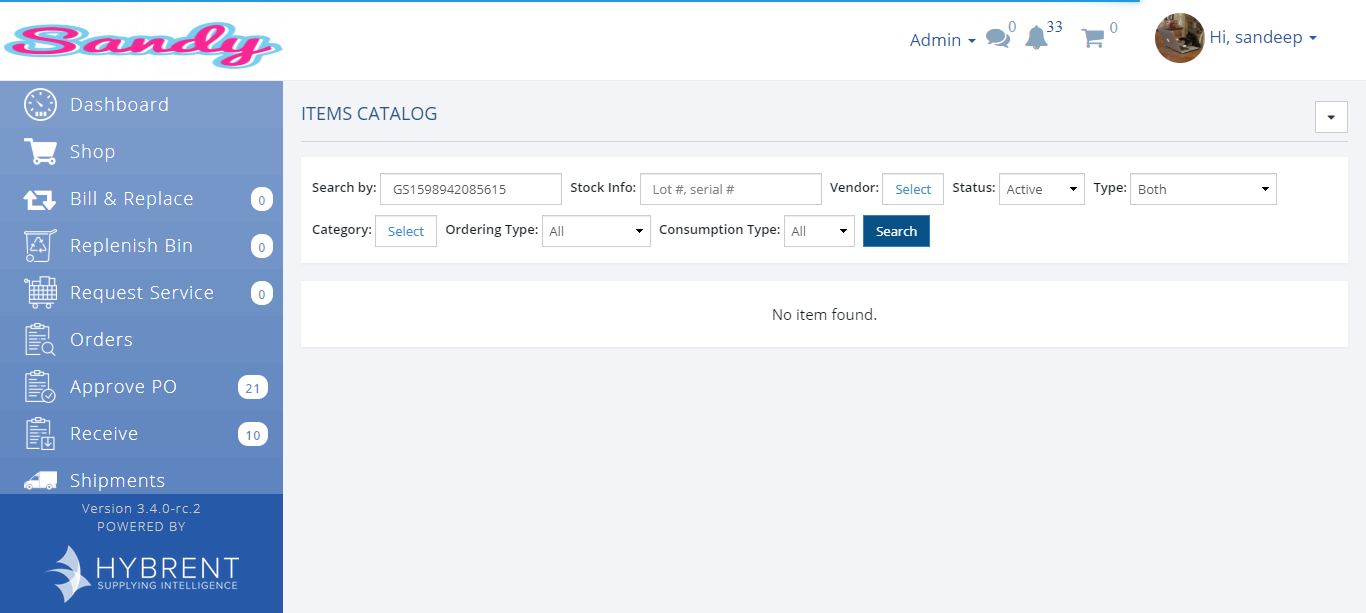 Sandy
Admin 0 33 0 Hi, sandeep
Dashboard
Shop
Bill & Replace 0
Replenish Bin 0
Request Service 0
Orders
Approve PO 21
Receive 10
Shipments
Version 3.4.0-rc.2
POWERED BY
HYBRENT
SUPPLYING INTELLIGENCE
ITEMS CATALOG
Search by: GS1598942085615 Stock Info: Lot #, serial # Vendor: Select Status: Active Type: Both
Category: Select Ordering Type: All Consumption Type: All Search
No item found.